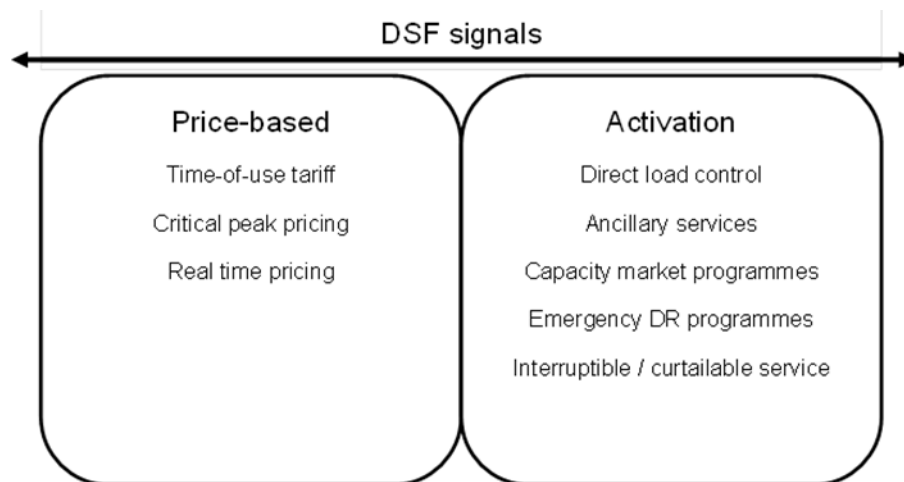 DSF signals
Price-based
Time-of-use tariff
Critical peak pricing
Real time pricing
Activation
Direct load control
Ancillary services
Capacity market programmes
Emergency DR programmes
Interruptible / curtailable service